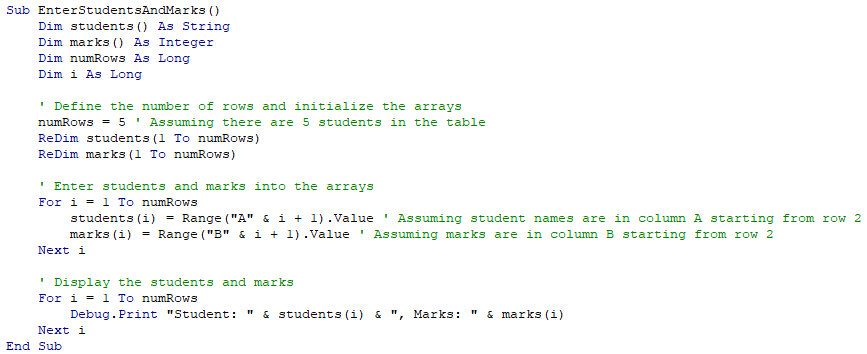 Sub EnterStudentsAndMarks()
    Dim students() As String
    Dim marks() As Integer
    Dim numRows As Long
    Dim i As Long

    ' Define the number of rows and initialize the arrays
    numRows = 5 ' Assuming there are 5 students in the table
    ReDim students(1 To numRows)
    ReDim marks(1 To numRows)

    ' Enter students and marks into the arrays
    For i = 1 To numRows
        students(i) = Range("A" & i + 1).Value ' Assuming student names are in column A starting from row 2
        marks(i) = Range("B" & i + 1).Value ' Assuming marks are in column B starting from row 2
    Next i

    ' Display the students and marks
    For i = 1 To numRows
        Debug.Print "Student: " & students(i) & ", Marks: " & marks(i)
    Next i
End Sub